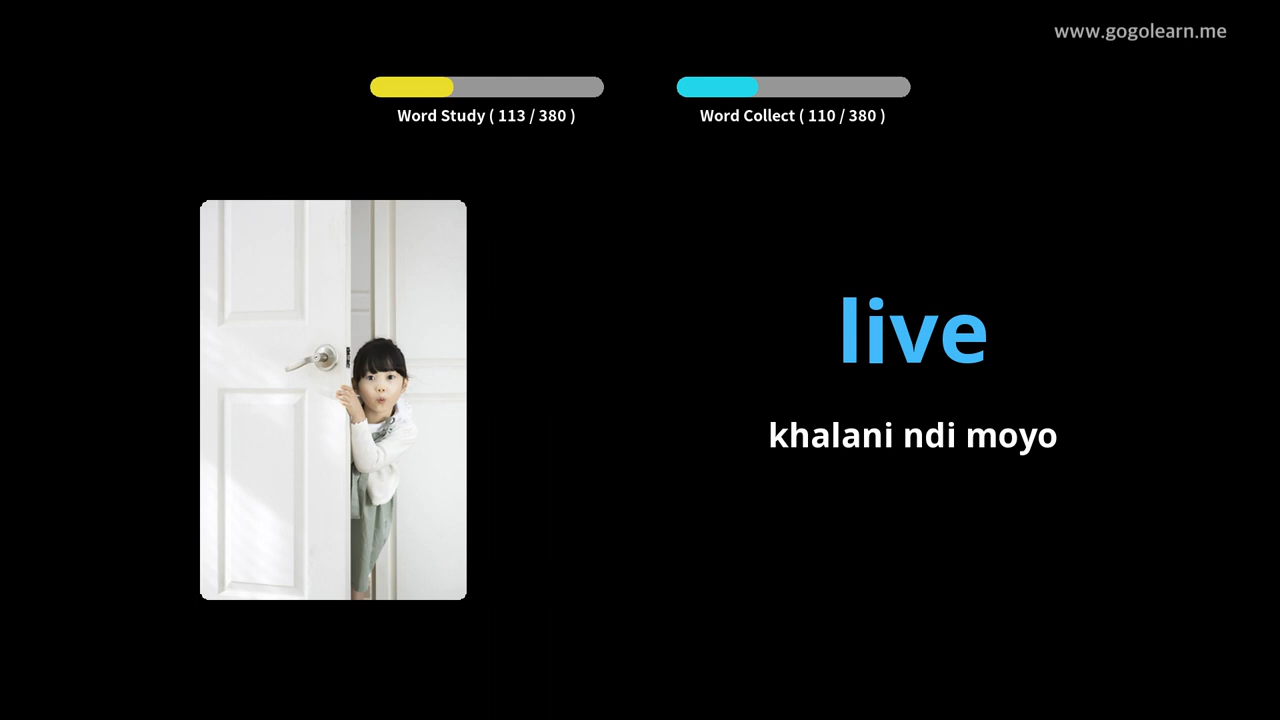 www.gogolearn.me
Word Study ( 113 / 380 )
Word Collect ( 110 / 380 )
live
khalani ndi moyo